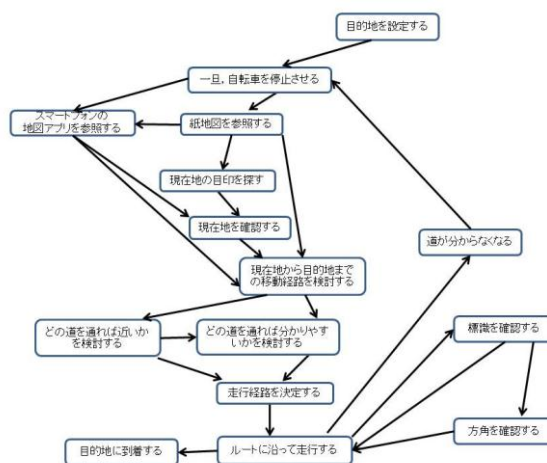 目的地を設定する
一旦、自転車を停止させる
スマートフォンの
地図アプリを参照する
紙地図を参照する
現在地の目印を探す
現在地を確認する
道が分からなくなる
現在地から目的地まで
の移動経路を検討する
どの道を通れば近いか
を検討する
どの道を通れば分かりやす
いかを検討する
標識を確認する
走行経路を決定する
方角を確認する
目的地に到着する
ルートに沿って走行する